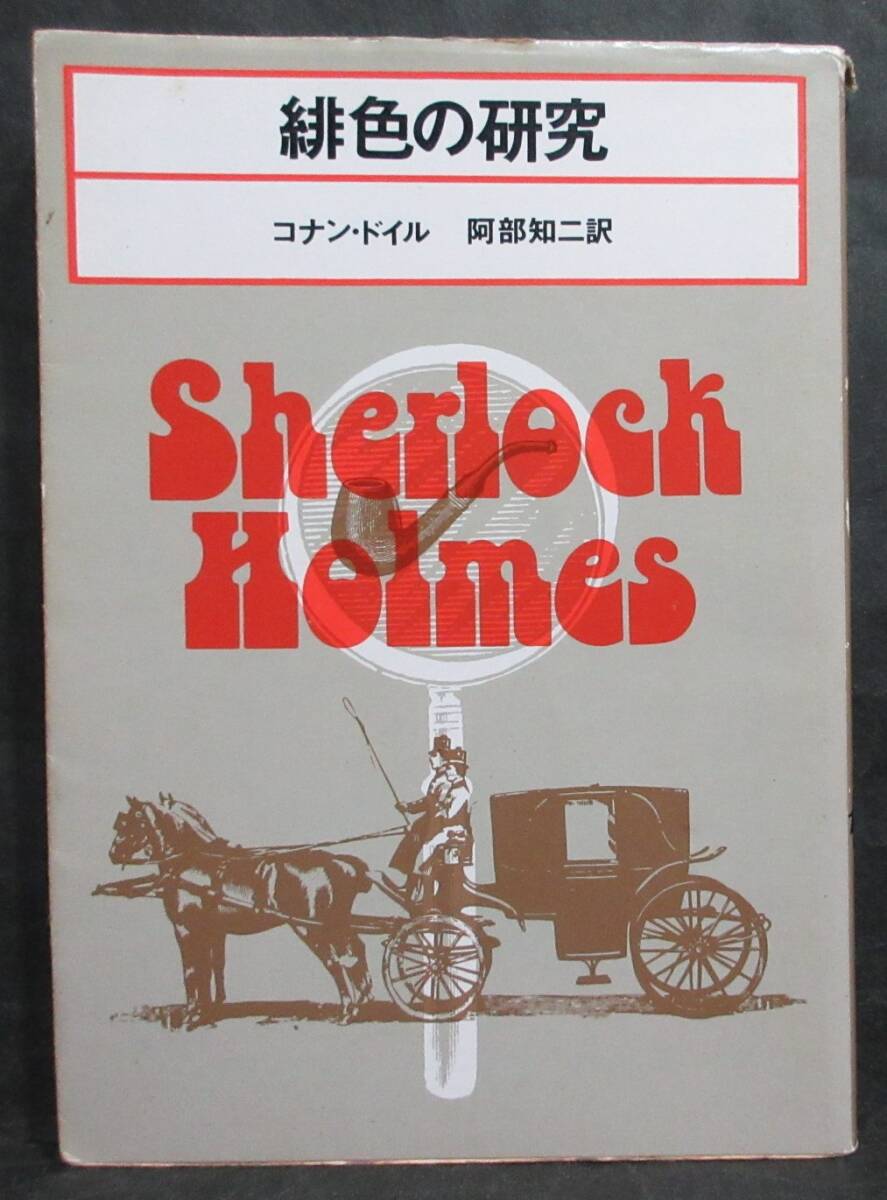 緋色の研究
コナン・ドイル 阿部知二訳
Sherlock
Holmes